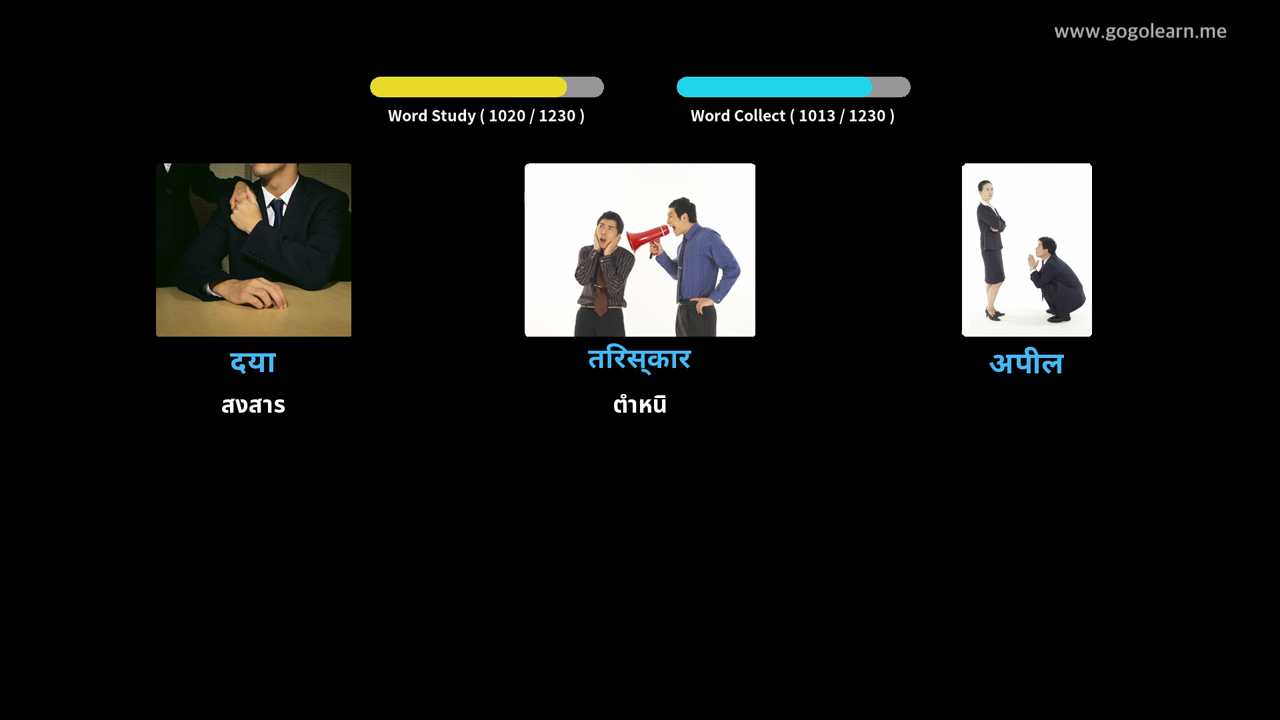 www.gogolearn.me
Word Study ( 1020 / 1230 )
Word Collect ( 1013 / 1230 )
दया
तरिस्कार
अपील
สงสาร
ตำหนิ